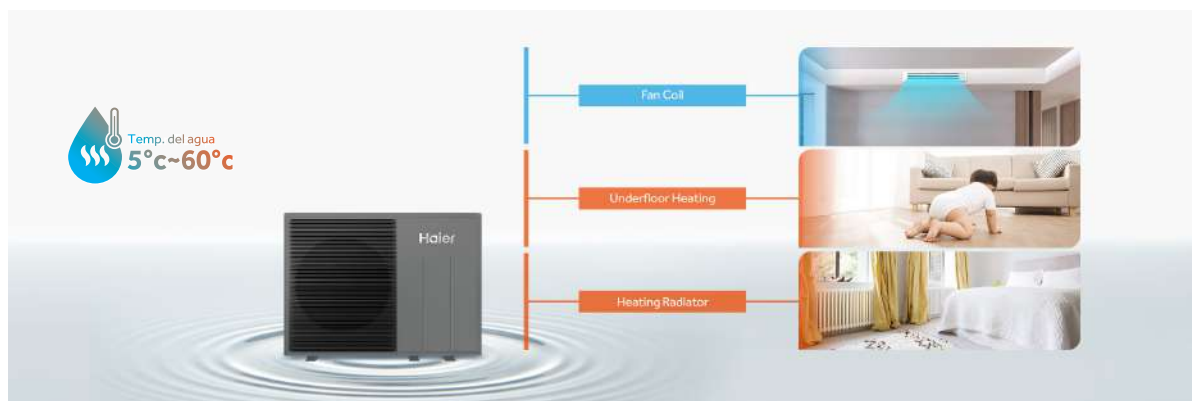 Temp. del agua
5°c~60°c
Haier
Fan Coil
Underfloor Heating
Heating Radiator